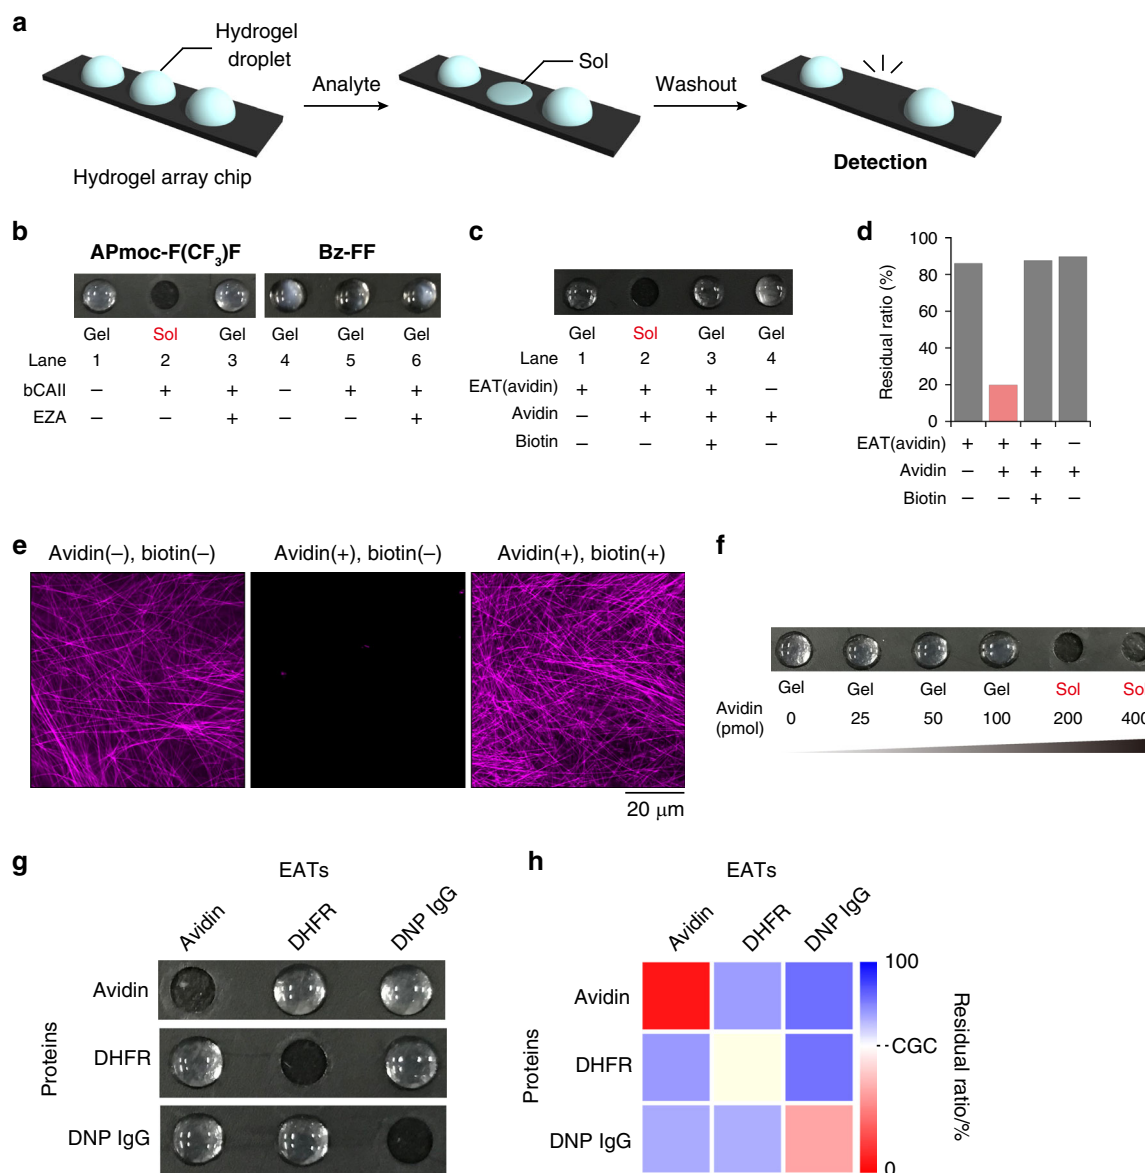 a
Hydrogel
droplet
Sol
Analyte
Washout
Hydrogel array chip
Detection
b
APmoc-F(CF3)F Bz-FF
Gel Sol Gel Gel Gel Gel
Lane 1 2 3 4 5 6
bCAII – + + – + +
EZA – – + – – +
c
Gel Sol Gel Gel
Lane 1 2 3 4
EAT(avidin) + + + –
Avidin – + + +
Biotin – – + –
d
Residual ratio (%)
100
80
60
40
20
0
EAT(avidin) + + + –
Avidin – + + +
Biotin – – + –
e
Avidin(–), biotin(–) Avidin(+), biotin(–) Avidin(+), biotin(+)
20 μm
f
Gel Gel Gel Gel Sol So
Avidin
(pmol) 0 25 50 100 200 400
g
EATs
Avidin DHFR DNP IgG
Proteins
Avidin
DHFR
DNP IgG
h
EATs
Avidin DHFR DNP IgG
Proteins
Avidin
DHFR
DNP IgG
100
CGC
0
Residual ratio/%